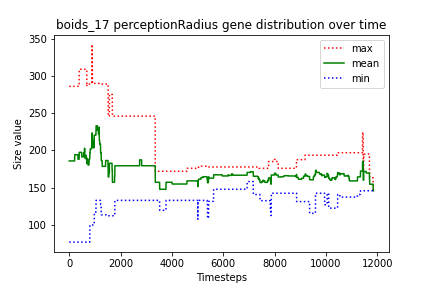 boids_17 perceptionRadius gene distribution over time
350
300
250
200
150
100
Size value
max
mean
min
0
2000
4000
6000
8000
10000
12000
Timesteps